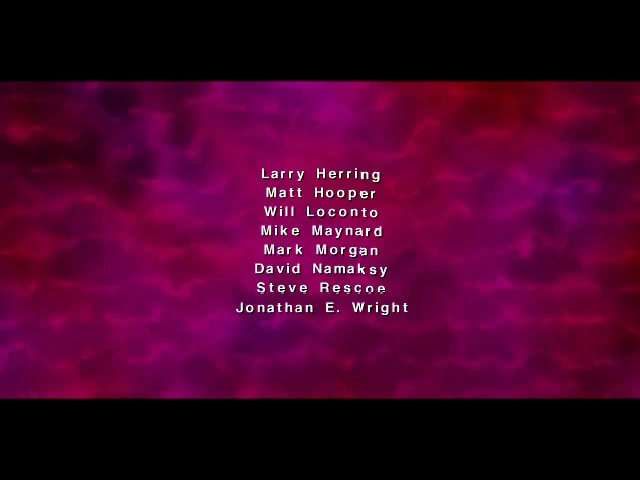 Larry Herring
Matt Hooper
Will Loconto
Mike Maynard
Mark Morgan
David Namaksy
Steve Rescoe
Jonathan E. Wright